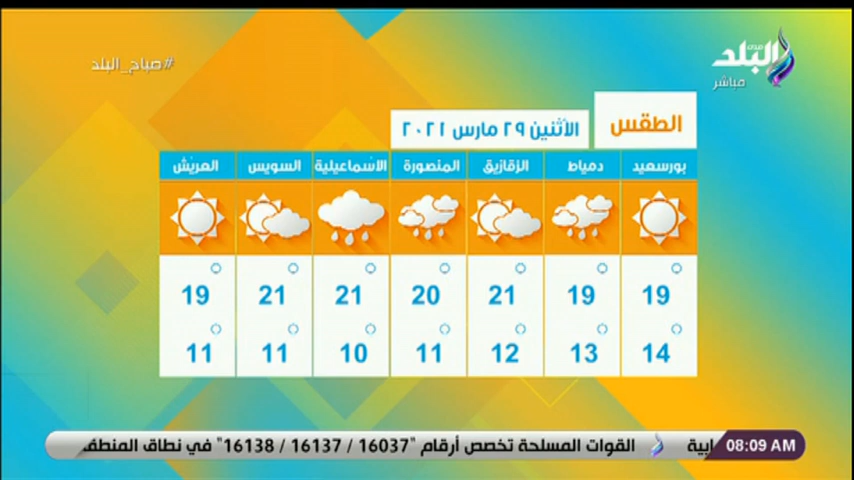 #صباح_البلد
صدى
البلد
مباشر
الطقس
الأثنين ٢٩ مارس ٢٠٢١
بورسعيد دمياط الزقازيق المنصورة الأسماعيلية السويس العريش
19 19 21 20 21 21 19
14 13 12 11 10 11 11
ابية القوات المسلحة تخصص أرقام "16037 / 16137 / 16138" في نطاق المنطقة
08:09 AM